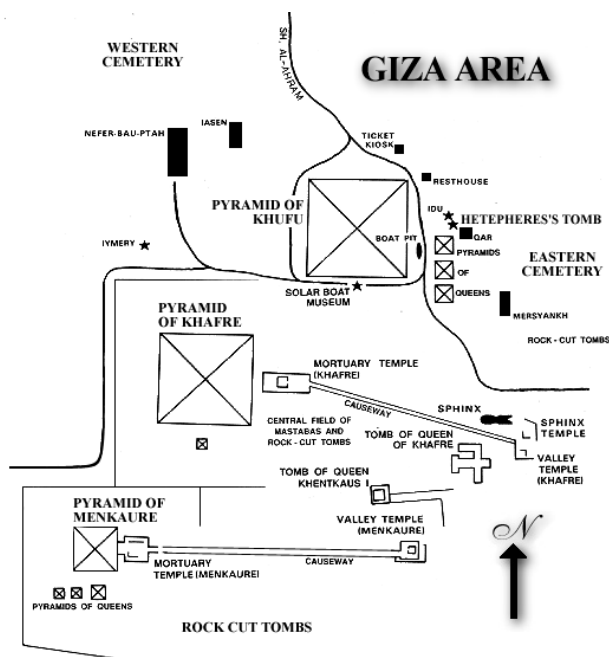 WESTERN
CEMETERY
SH. AL-AHRAM
GIZA AREA
IASEN
NEFER-BAU-PTAH
TICKET
KIOSK
RESTHOUSE
PYRAMID OF
KHUFU
IDU
HETEPHERES'S TOMB
QAR
BOAT PIT
IYMERY
PYRAMIDS
OF
QUEENS
EASTERN
CEMETERY
SOLAR BOAT
MUSEUM
MERSYANKH
ROCK-CUT TOMBS
PYRAMID
OF KHAFRE
MORTUARY TEMPLE
(KHAFRE)
CAUSEWAY
SPHINX
SPHINX
TEMPLE
CENTRAL FIELD OF
MASTABAS AND
ROCK-CUT TOMBS
TOMB OF QUEEN
OF KHAFRE
VALLEY
TEMPLE
(KHAFRE)
TOMB OF QUEEN
KHENTKAUS I
PYRAMID OF
MENKAURE
VALLEY TEMPLE
(MENKAURE)
N
MORTUARY
TEMPLE (MENKAURE)
CAUSEWAY
PYRAMIDS OF QUEENS
ROCK CUT TOMBS